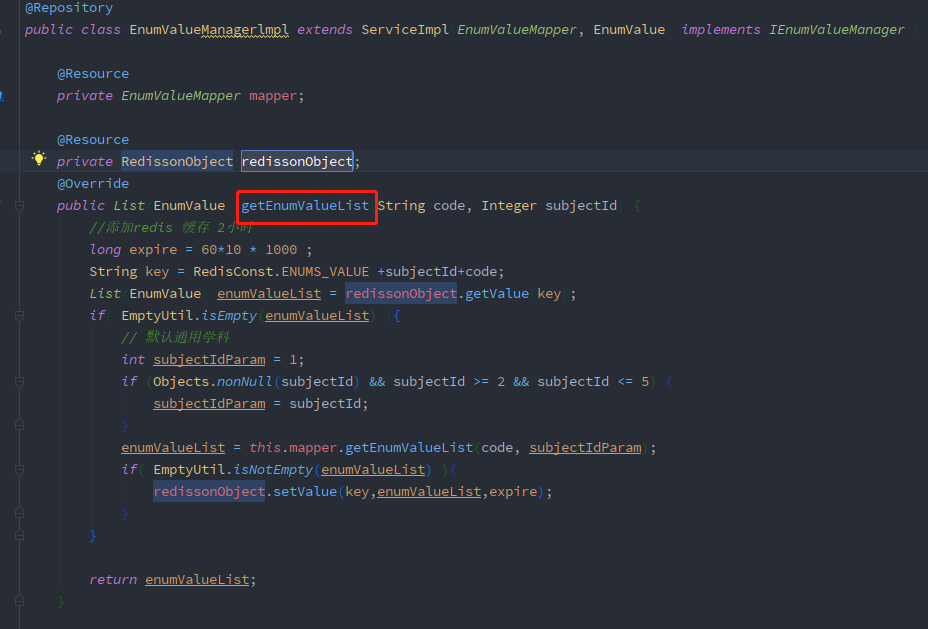 @Repository
public class EnumValueManagerlmpl extends ServiceImpl EnumValueMapper, EnumValue implements IEnumValueManager {
@Resource
private EnumValueMapper mapper;
@Resource
private RedissonObject redissonObject;
@Override
public List EnumValue getEnumValueList String code, Integer subjectId {
//添加redis 缓存 2小时
long expire = 60*10 * 1000 ;
String key = RedisConst.ENUMS_VALUE +subjectId+code;
List EnumValue enumValueList = redissonObject.getValue(key);
if( EmptyUtil.isEmpty(enumValueList) ){
// 默认通用学科
int subjectIdParam = 1;
if (Objects.nonNull(subjectId) && subjectId >= 2 && subjectId <= 5) {
subjectIdParam = subjectId;
}
enumValueList = this.mapper.getEnumValueList(code, subjectIdParam);
if( EmptyUtil.isNotEmpty(enumValueList) ){
redissonObject.setValue(key,enumValueList,expire);
}
}
return enumValueList;
}